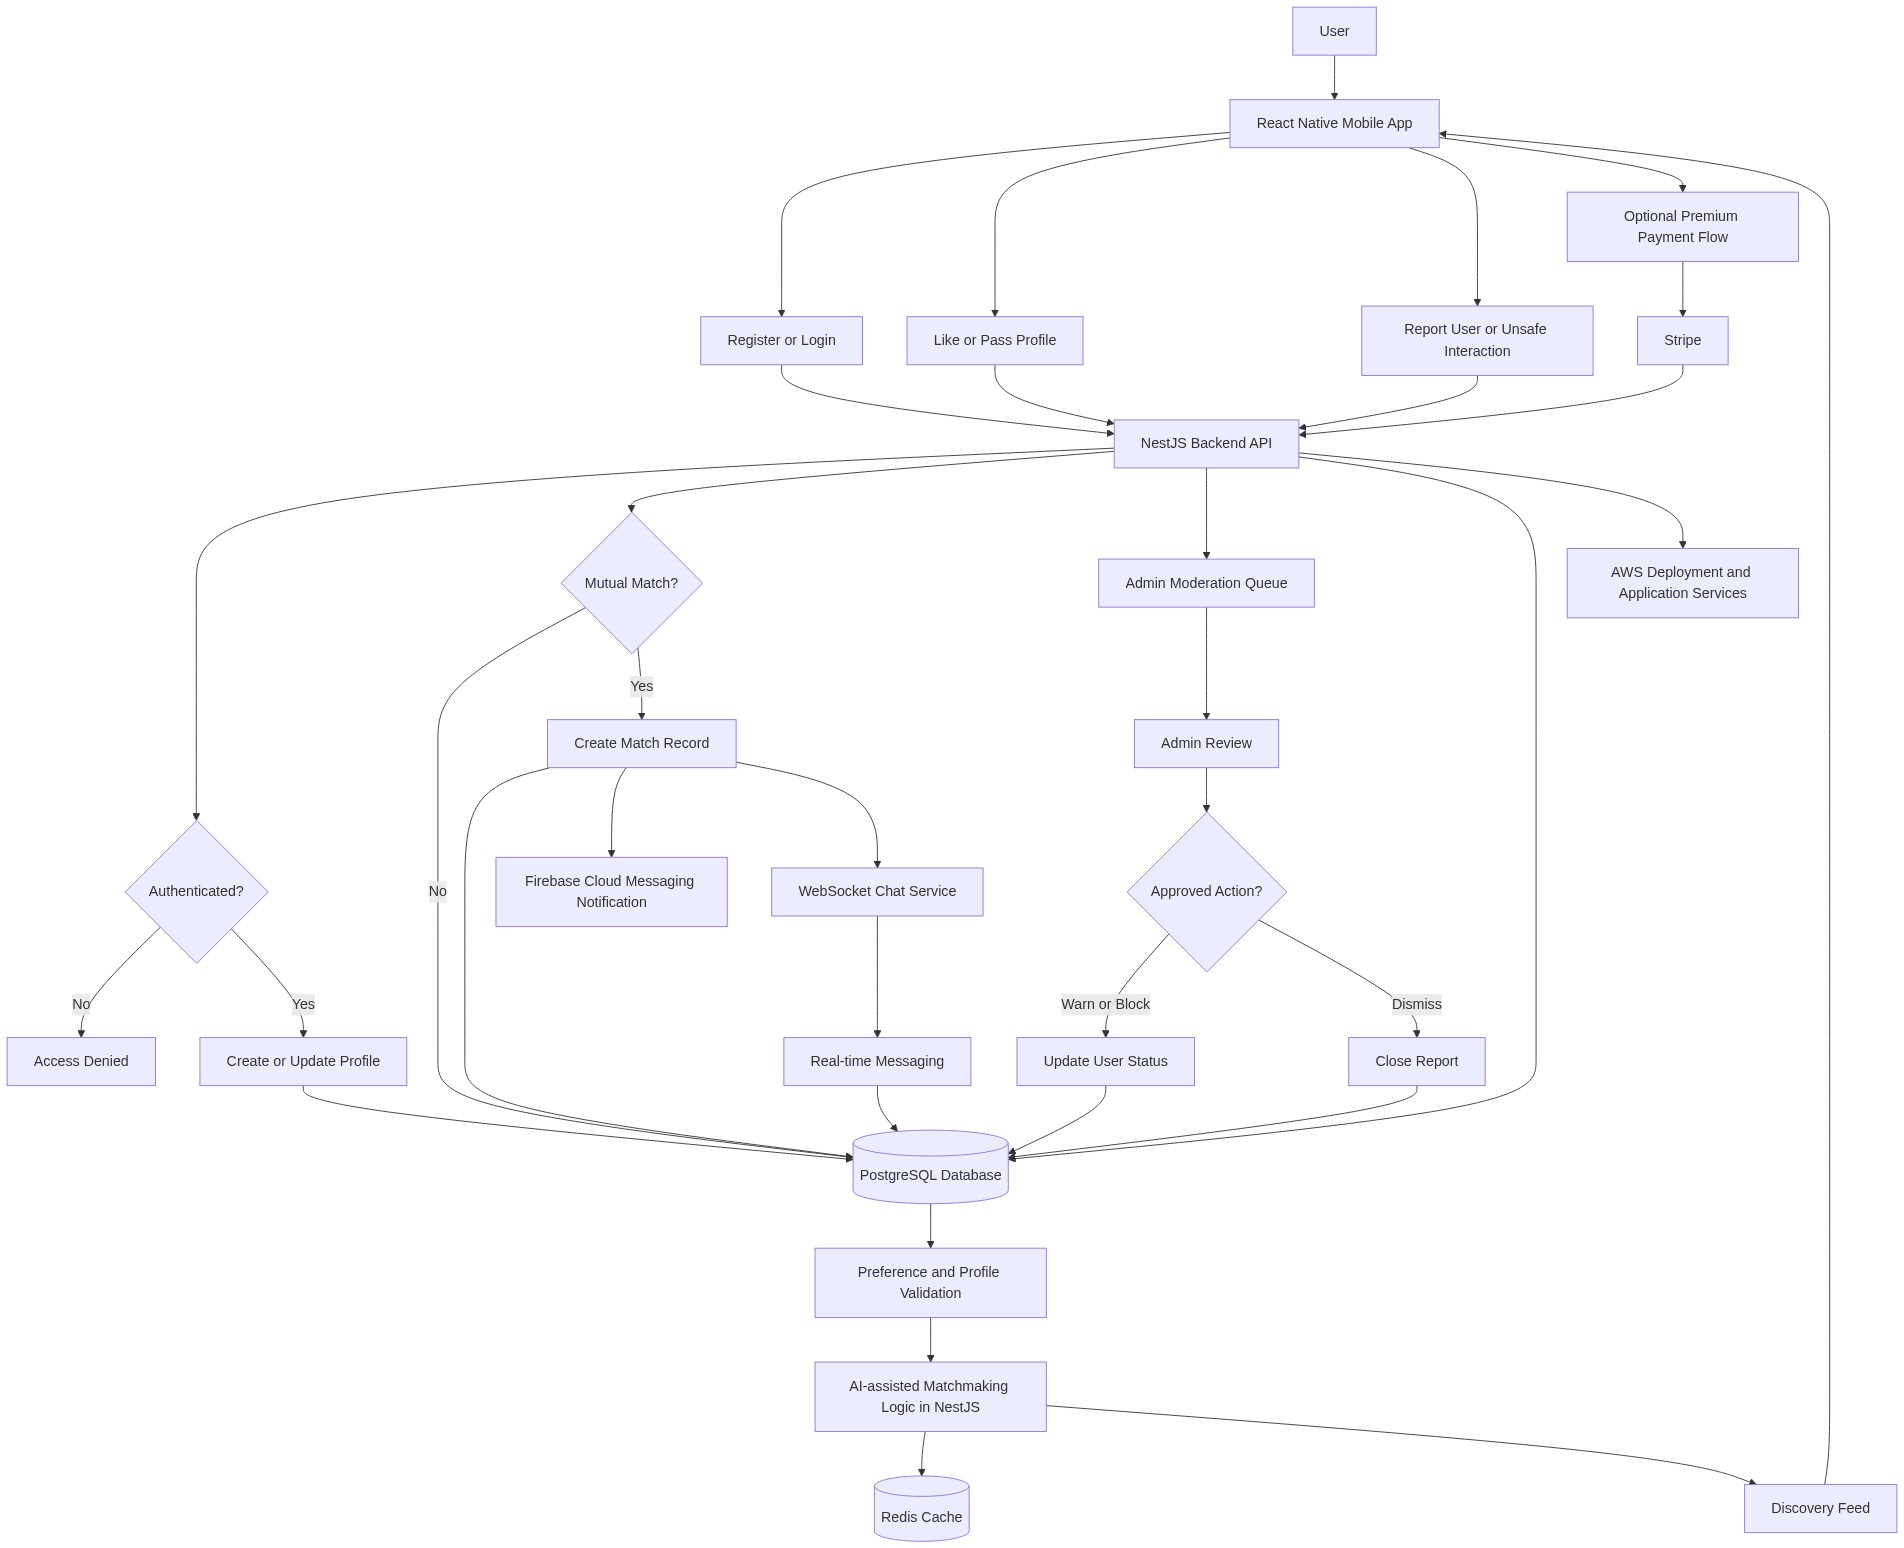 User
React Native Mobile App
Optional Premium
Payment Flow
Register or Login
Like or Pass Profile
Report User or Unsafe
Interaction
Stripe
NestJS Backend API
Mutual Match?
Admin Moderation Queue
AWS Deployment and
Application Services
Yes
Create Match Record
Admin Review
Authenticated?
No
Firebase Cloud Messaging
Notification
WebSocket Chat Service
Approved Action?
No
Yes
Warn or Block
Dismiss
Access Denied
Create or Update Profile
Real-time Messaging
Update User Status
Close Report
PostgreSQL Database
Preference and Profile
Validation
AI-assisted Matchmaking
Logic in NestJS
Redis Cache
Discovery Feed